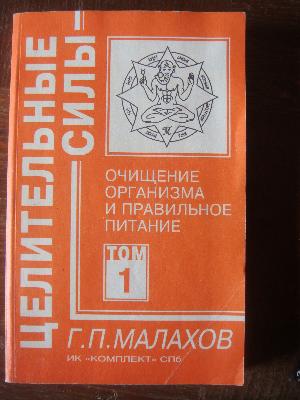 ЦЕЛИТЕЛЬНЫЕ
СИЛЫ–
ОЧИЩЕНИЕ
ОРГАНИЗМА
И ПРАВИЛЬНОЕ
ПИТАНИЕ
ТОМ
1
Г.П.МАЛАХОВ
ИК «КОМПЛЕКТ» СПб